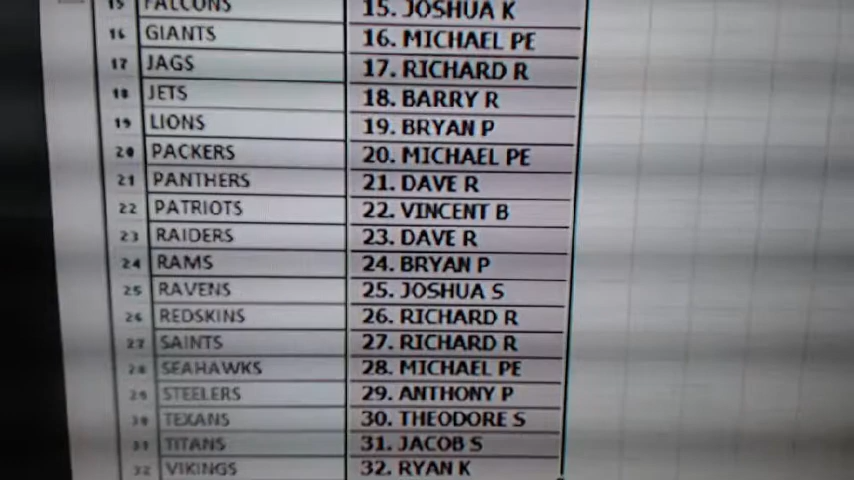 15 FALCONS 15. JOSHUA K
16 GIANTS 16. MICHAEL PE
17 JAGS 17. RICHARD R
18 JETS 18. BARRY R
19 LIONS 19. BRYAN P
20 PACKERS 20. MICHAEL PE
21 PANTHERS 21. DAVE R
22 PATRIOTS 22. VINCENT B
23 RAIDERS 23. DAVE R
24 RAMS 24. BRYAN P
25 RAVENS 25. JOSHUA S
26 REDSKINS 26. RICHARD R
27 SAINTS 27. RICHARD R
28 SEAHAWKS 28. MICHAEL PE
29 STEELERS 29. ANTHONY P
30 TEXANS 30. THEODORE S
31 TITANS 31. JACOB S
32 VIKINGS 32. RYAN K